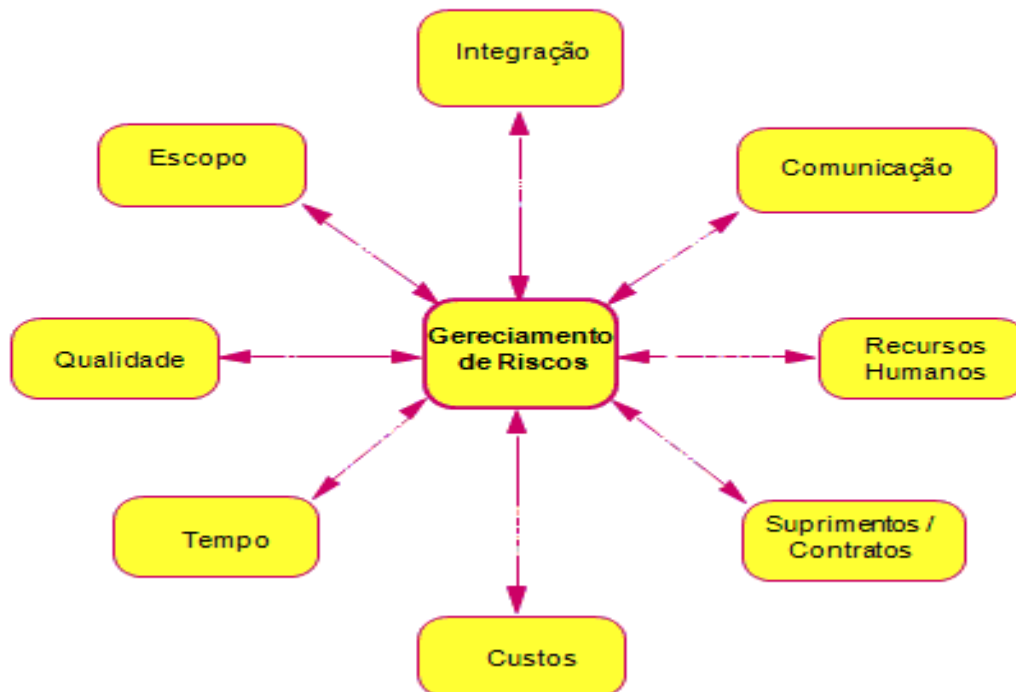 Integração
Escopo
Comunicação
Gereciamento
de Riscos
Qualidade
Recursos
Humanos
Tempo
Suprimentos /
Contratos
Custos